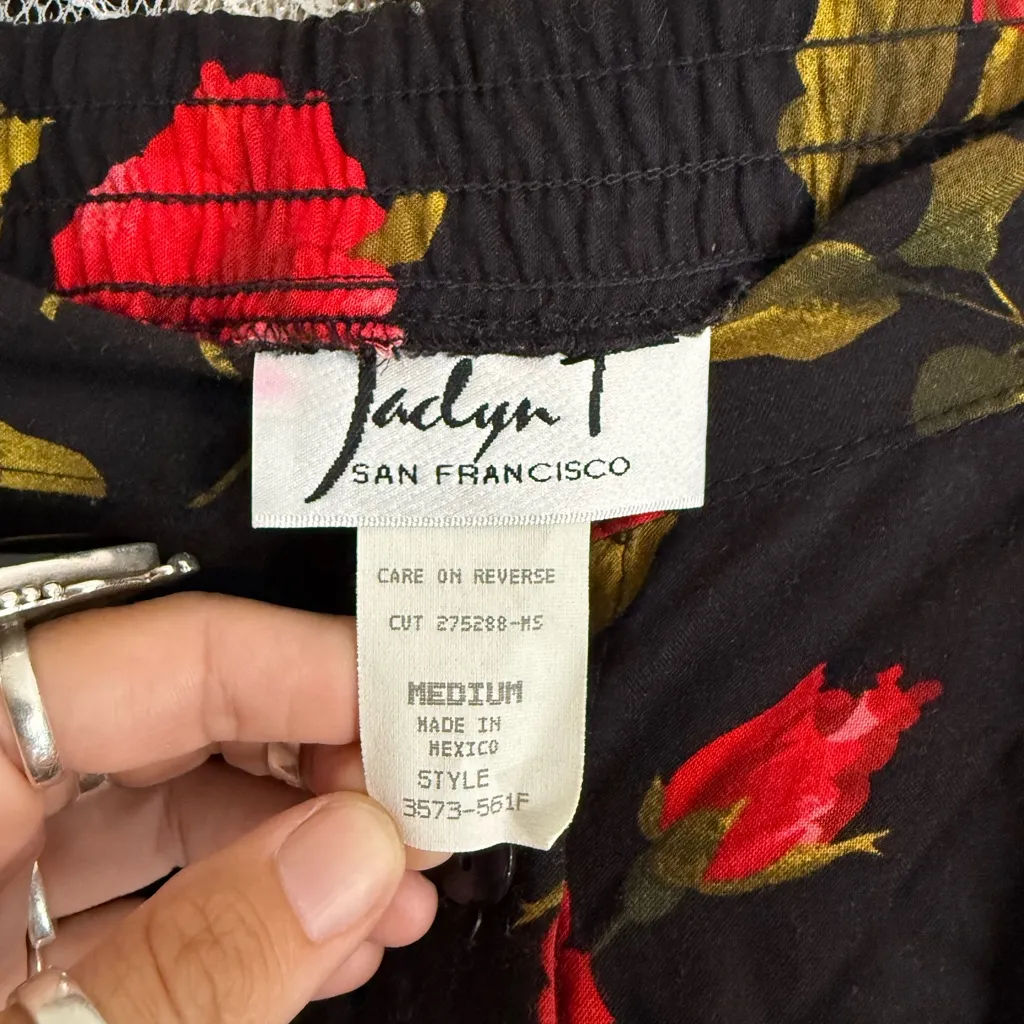 Jaclyn T
SAN FRANCISCO
CARE ON REVERSE
CUT 275288-MS
MEDIUM
MADE IN
MEXICO
STYLE
3573-561F